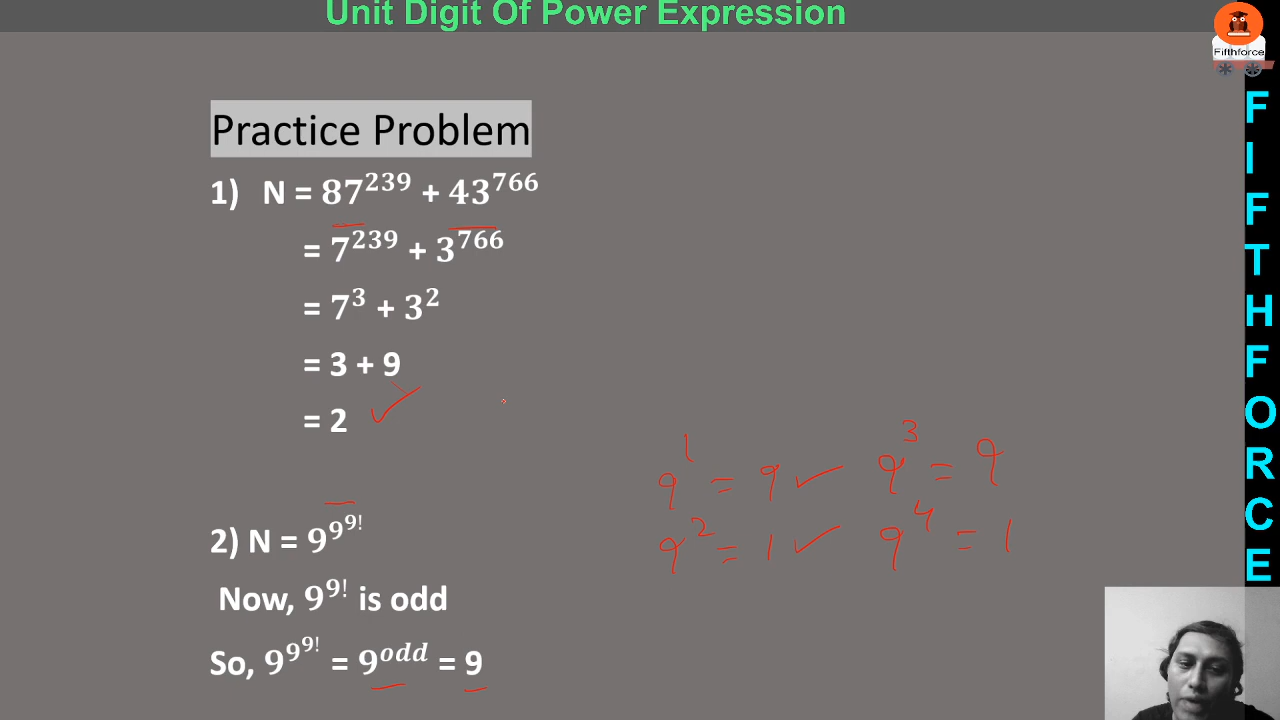 Unit Digit Of Power Expression
Fifthforce
FIFTHFORCE
Practice Problem
1) N = 87^239 + 43^766
= 7^239 + 3^766
= 7^3 + 3^2
= 3 + 9
= 2
9^1 = 9 9^3 = 9
9^2 = 1 9^4 = 1
2) N = 9^9^9!
Now, 9^9! is odd
So, 9^9^9! = 9^odd = 9